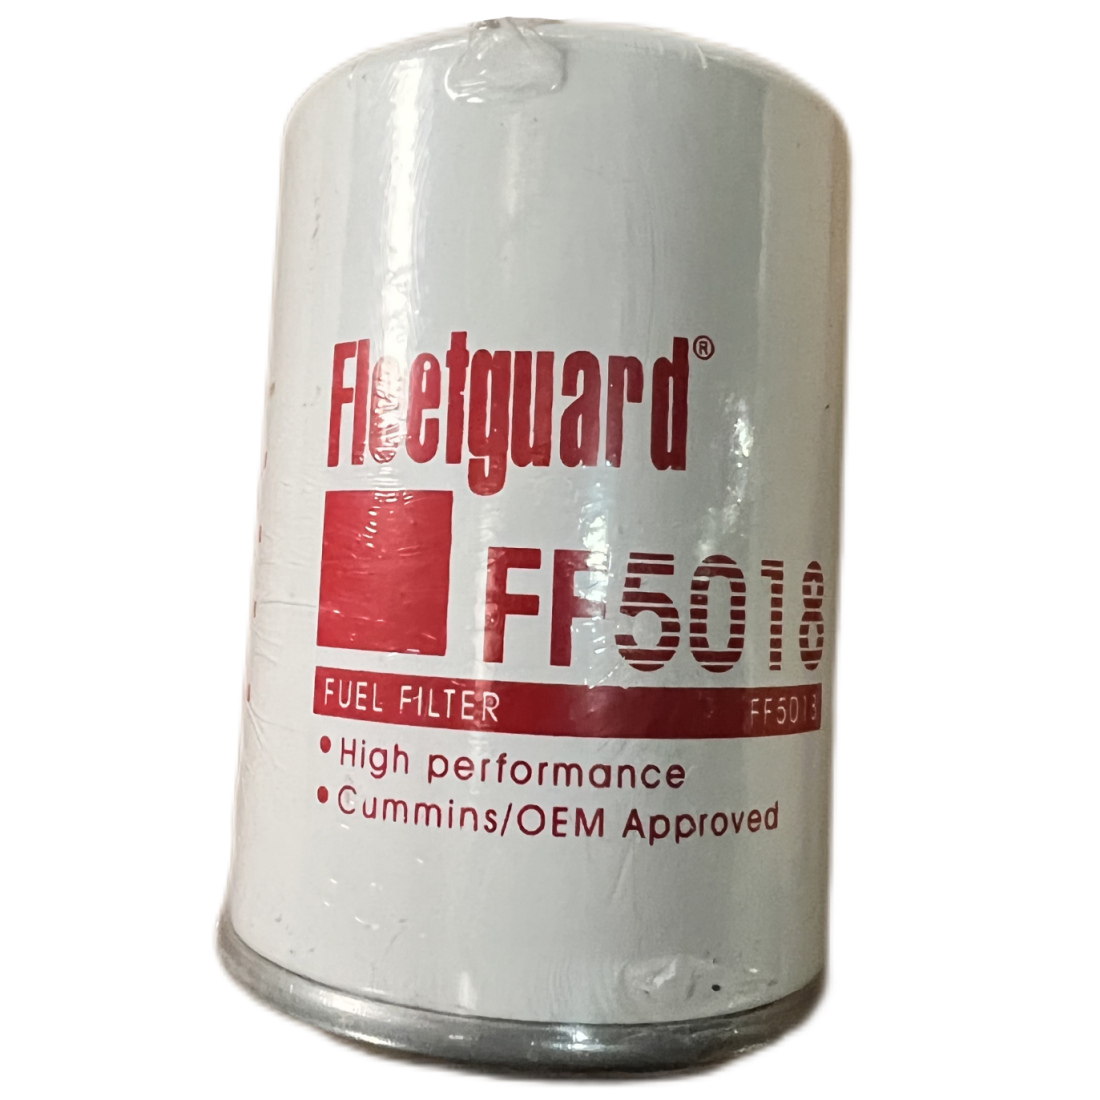 Fleetguard®
FF5018
FUEL FILTER FF5018
• High performance
• Cummins/OEM Approved